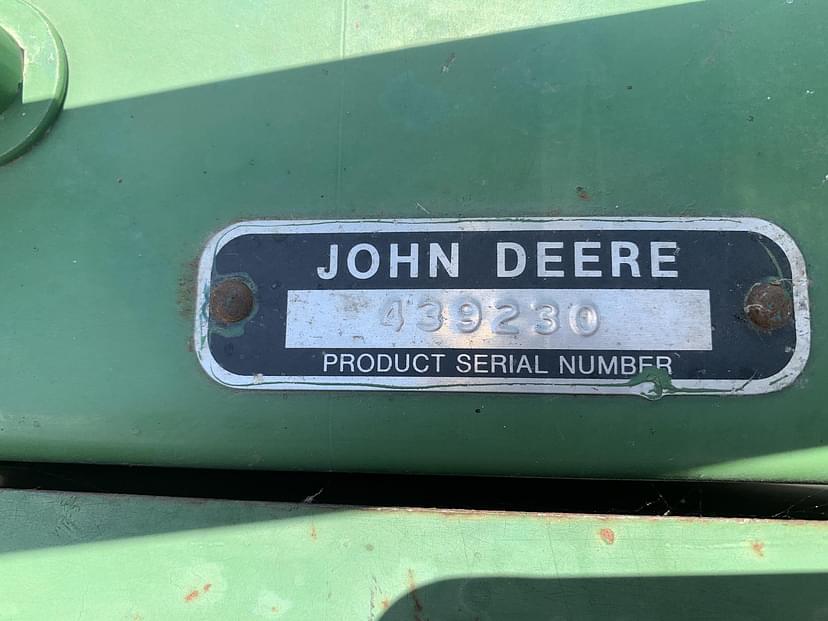 JOHN DEERE
439230
PRODUCT SERIAL NUMBER